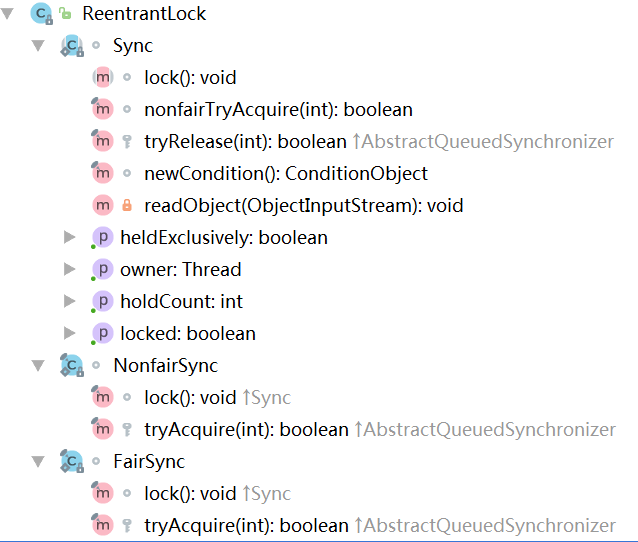 ReentrantLock
Sync
lock(): void
nonfairTryAcquire(int): boolean
tryRelease(int): boolean ↑AbstractQueuedSynchronizer
newCondition(): ConditionObject
readObject(ObjectInputStream): void
heldExclusively: boolean
owner: Thread
holdCount: int
locked: boolean
NonfairSync
lock(): void ↑Sync
tryAcquire(int): boolean ↑AbstractQueuedSynchronizer
FairSync
lock(): void ↑Sync
tryAcquire(int): boolean ↑AbstractQueuedSynchronizer